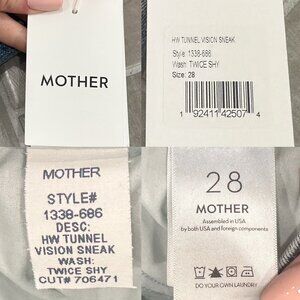 MOTHER
HW TUNNEL VISION SNEAK
Style: 1338-686
Wash: TWICE SHY
Size: 28
1 92411 42507 4
MOTHER
STYLE#
1338-686
DESC:
HW TUNNEL
VISION SNEAK
WASH:
TWICE SHY
CUT# 706471
28
MOTHER
Assembled in USA
by both USA and foreign components
DO YOUR OWN LAUNDRY